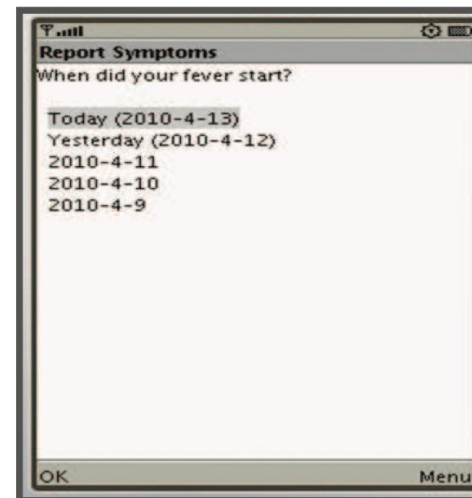 Report Symptoms
When did your fever start?
Today (2010-4-13)
Yesterday (2010-4-12)
2010-4-11
2010-4-10
2010-4-9
OK Menu